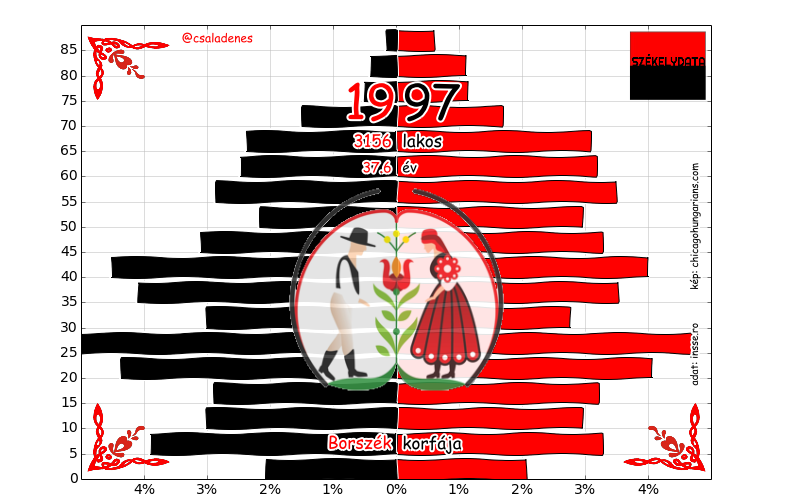 @csaladenes
SZÉKELYDATA
1997
3156 lakos
37.6 év
Borszék korfája
kép: chicagohungarians.com
adat: insse.ro
85
80
75
70
65
60
55
50
45
40
35
30
25
20
15
10
5
0
4% 3% 2% 1% 0% 1% 2% 3% 4%